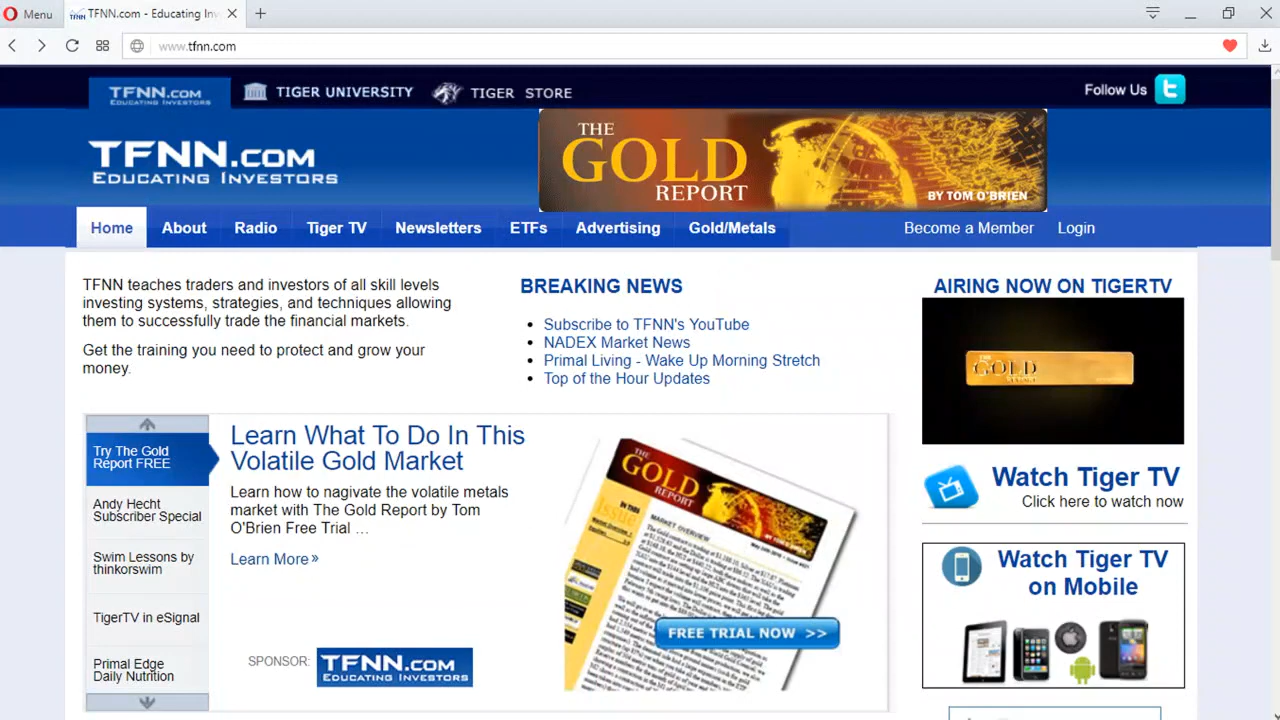 Menu
TFNN.com - Educating Inv
www.tfnn.com
TFNN.COM
EDUCATING INVESTORS
TIGER UNIVERSITY
TIGER STORE
Follow Us
TFNN.COM
EDUCATING INVESTORS
THE
GOLD
REPORT
BY TOM O'BRIEN
Home
About
Radio
Tiger TV
Newsletters
ETFs
Advertising
Gold/Metals
Become a Member
Login
TFNN teaches traders and investors of all skill levels
investing systems, strategies, and techniques allowing
them to successfully trade the financial markets.
Get the training you need to protect and grow your
money.
BREAKING NEWS
Subscribe to TFNN's YouTube
NADEX Market News
Primal Living - Wake Up Morning Stretch
Top of the Hour Updates
AIRING NOW ON TIGERTV
THE
GOLD
REPORT
Watch Tiger TV
Click here to watch now
Watch Tiger TV
on Mobile
Try The Gold
Report FREE
Andy Hecht
Subscriber Special
Swim Lessons by
thinkorswim
TigerTV in eSignal
Primal Edge
Daily Nutrition
Learn What To Do In This
Volatile Gold Market
Learn how to nagivate the volatile metals
market with The Gold Report by Tom
O'Brien Free Trial ...
Learn More »
SPONSOR:
TFNN.COM
EDUCATING INVESTORS
THE
GOLD
REPORT
IN THIS
Issue
MARKET OVERVIEW
FREE TRIAL NOW >>